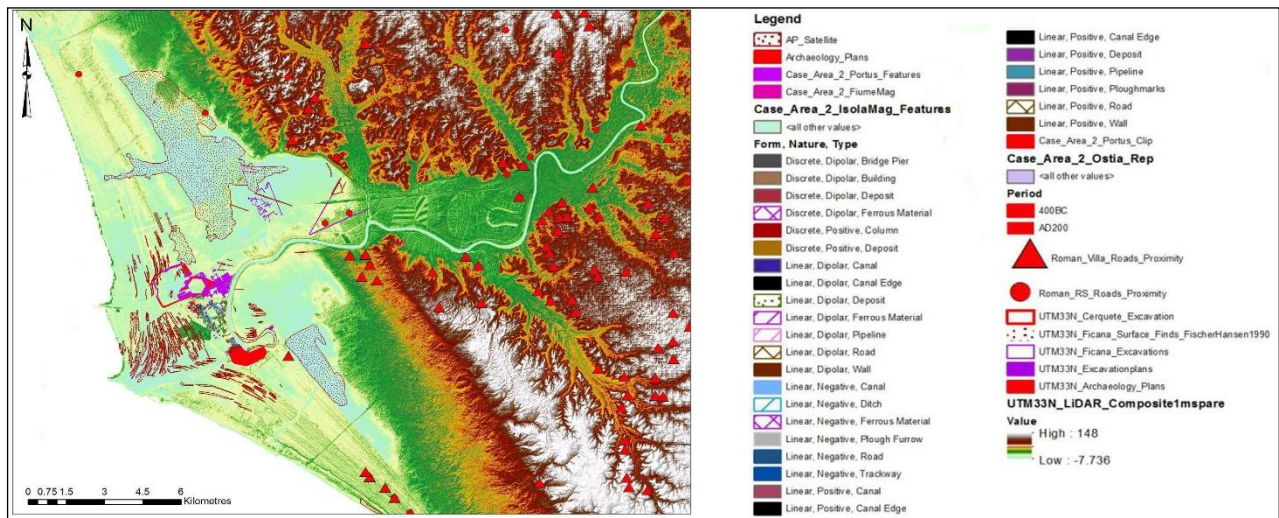 N
0 0.75 1.5 3 4.5 6
Kilometres
Legend
AP_Satellite
Archaeology_Plans
Case_Area_2_Portus_Features
Case_Area_2_FiumeMag
Case_Area_2_IsolaMag_Features
<all other values>
Form, Nature, Type
Discrete, Dipolar, Bridge Pier
Discrete, Dipolar, Building
Discrete, Dipolar, Deposit
Discrete, Dipolar, Ferrous Material
Discrete, Positive, Column
Discrete, Positive, Deposit
Linear, Dipolar, Canal
Linear, Dipolar, Canal Edge
Linear, Dipolar, Deposit
Linear, Dipolar, Ferrous Material
Linear, Dipolar, Pipeline
Linear, Dipolar, Road
Linear, Dipolar, Wall
Linear, Negative, Canal
Linear, Negative, Ditch
Linear, Negative, Ferrous Material
Linear, Negative, Plough Furrow
Linear, Negative, Road
Linear, Negative, Trackway
Linear, Positive, Canal
Linear, Positive, Canal Edge
Linear, Positive, Canal Edge
Linear, Positive, Deposit
Linear, Positive, Pipeline
Linear, Positive, Ploughmarks
Linear, Positive, Road
Linear, Positive, Wall
Case_Area_2_Portus_Clip
Case_Area_2_Ostia_Rep
<all other values>
Period
400BC
AD200
Roman_Villa_Roads_Proximity
Roman_RS_Roads_Proximity
UTM33N_Cerquete_Excavation
UTM33N_Ficana_Surface_Finds_FischerHansen1990
UTM33N_Ficana_Excavations
UTM33N_Excavationplans
UTM33N_Archaeology_Plans
UTM33N_LiDAR_Composite1mspare
Value
High : 148
Low : -7.736